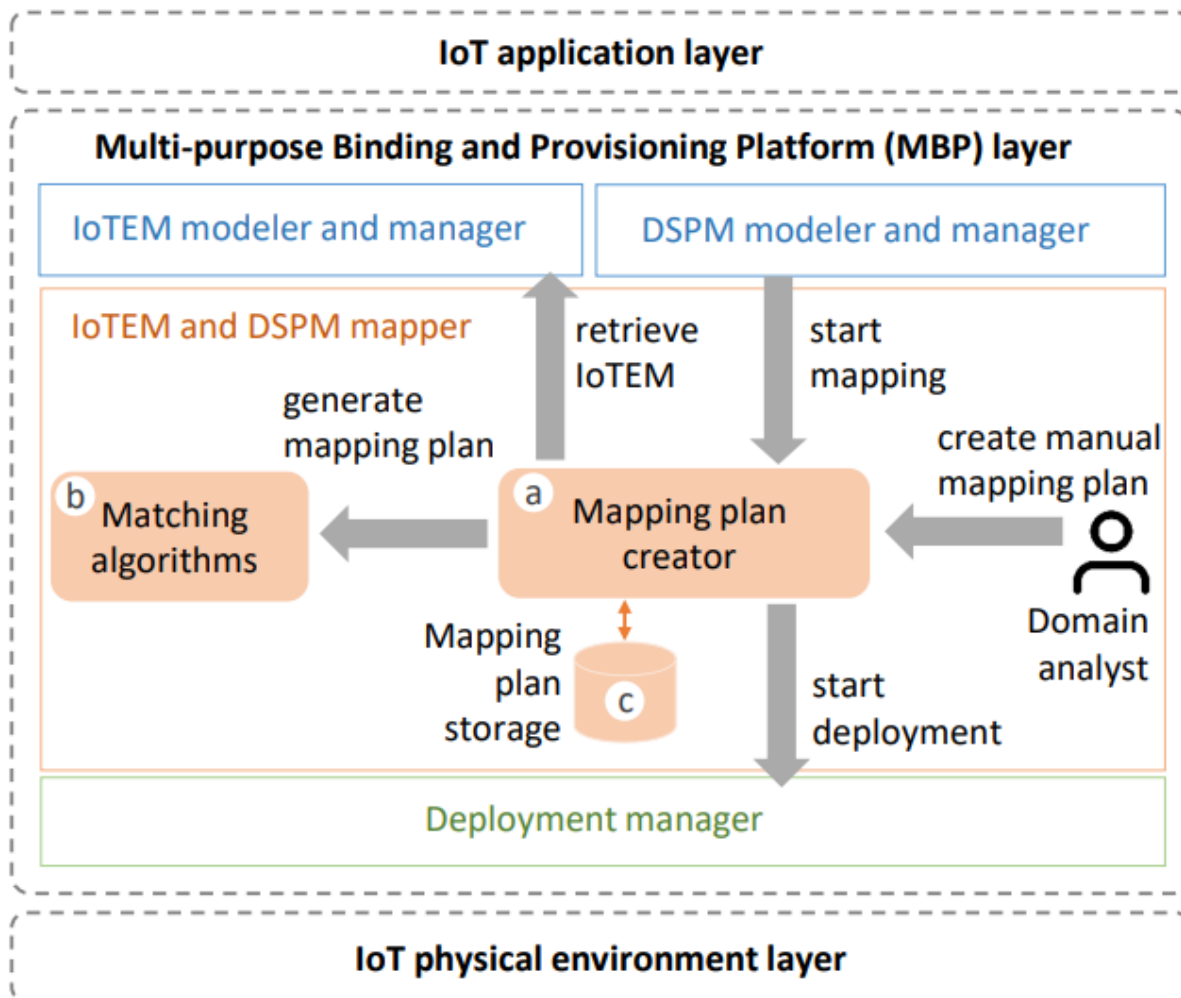 IoT application layer
Multi-purpose Binding and Provisioning Platform (MBP) layer
IoTEM modeler and manager
DSPM modeler and manager
IoTEM and DSPM mapper
retrieve
IoTEM
start
mapping
generate
mapping plan
create manual
mapping plan
b
Matching
algorithms
a
Mapping plan
creator
Domain
analyst
Mapping
plan
storage
c
start
deployment
Deployment manager
IoT physical environment layer